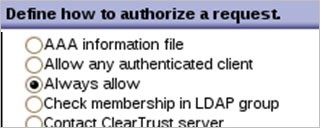 Define how to authorize a request.
AAA information file
Allow any authenticated client
Always allow
Check membership in LDAP group
Contact ClearTrust server